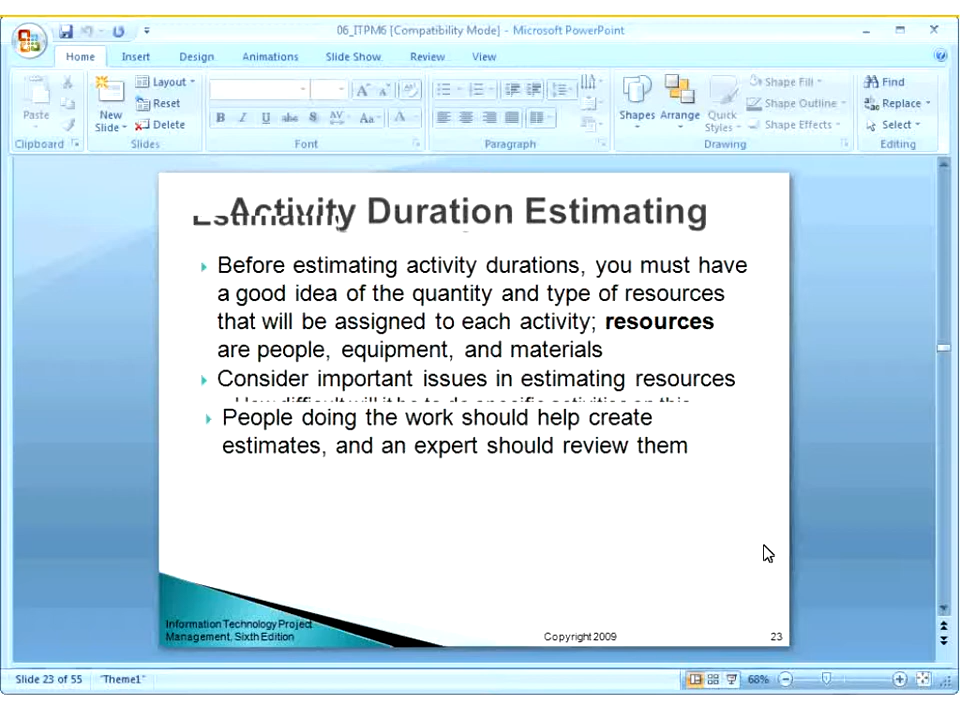 06_ITPM6 [Compatibility Mode] - Microsoft PowerPoint
Home Insert Design Animations Slide Show Review View
Paste
New
Slide
Layout
Reset
Delete
Shapes Arrange Quick
Styles
Shape Fill
Shape Outline
Shape Effects
Find
Replace
Select
Clipboard Slides Font Paragraph Drawing Editing
Activity Duration Estimating
Before estimating activity durations, you must have
a good idea of the quantity and type of resources
that will be assigned to each activity; resources
are people, equipment, and materials
Consider important issues in estimating resources
People doing the work should help create
estimates, and an expert should review them
Information Technology Project
Management, Sixth Edition
Copyright 2009
23
Slide 23 of 55 "Theme1" 68%